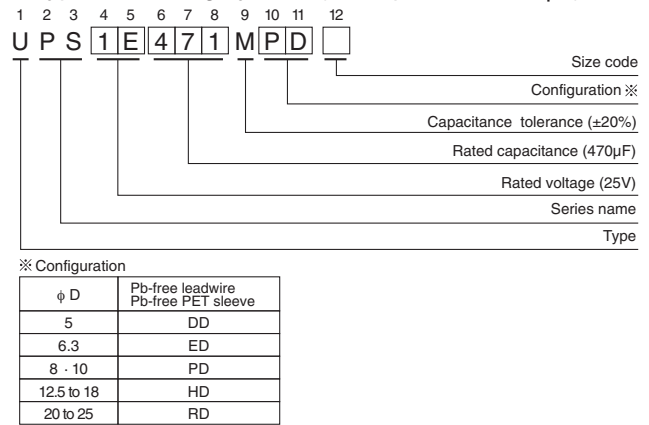 1 2 3 4 5 6 7 8 9 10 11 12
U P S 1 E 4 7 1 M P D
Size code
Configuration ※
Capacitance tolerance (±20%)
Rated capacitance (470µF)
Rated voltage (25V)
Series name
Type
※ Configuration
ϕ D
Pb-free leadwire
Pb-free PET sleeve
5 DD
6.3 ED
8 · 10 PD
12.5 to 18 HD
20 to 25 RD